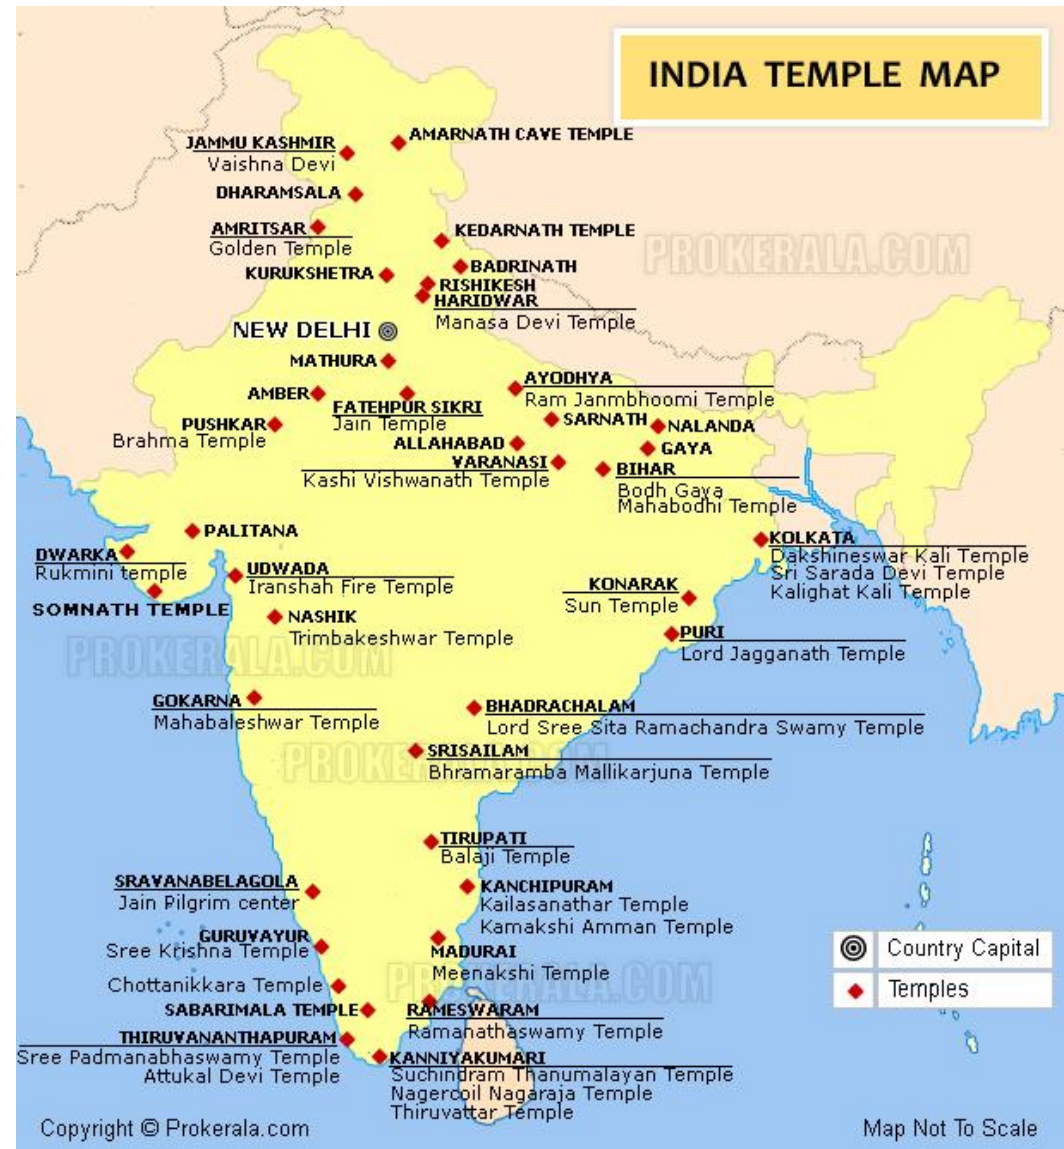 INDIA TEMPLE MAP
AMARNATH CAVE TEMPLE
JAMMU KASHMIR
Vaishna Devi
DHARAMSALA
AMRITSAR
Golden Temple
KEDARNATH TEMPLE
PROKERALA.COM
BADRINATH
KURUKSHETRA
RISHIKESH
HARIDWAR
Manasa Devi Temple
NEW DELHI
MATHURA
AYODHYA
Ram Janmbhoomi Temple
AMBER
FATEHPUR SIKRI
Jain Temple
SARNATH
NALANDA
PUSHKAR
Brahma Temple
ALLAHABAD
GAYA
VARANASI
Kashi Vishwanath Temple
BIHAR
Bodh Gaya
Mahabodhi Temple
PALITANA
KOLKATA
Dakshineswar Kali Temple
Sri Sarada Devi Temple
Kalighat Kali Temple
DWARKA
Rukmini temple
UDWADA
Iranshah Fire Temple
KONARAK
Sun Temple
SOMNATH TEMPLE
NASHIK
Trimbakeshwar Temple
PURI
Lord Jagganath Temple
PROKERALA.COM
GOKARNA
Mahabaleshwar Temple
BHADRACHALAM
Lord Sree Sita Ramachandra Swamy Temple
SRISAILAM
Bhramaramba Mallikarjuna Temple
PROKERALA.COM
TIRUPATI
Balaji Temple
SRAVANABELAGOLA
Jain Pilgrim center
KANCHIPURAM
Kailasanathar Temple
Kamakshi Amman Temple
GURUVAYUR
Sree Krishna Temple
MADURAI
Meenakshi Temple
Country Capital
Chottanikkara Temple
PROKERALA.COM
Temples
SABARIMALA TEMPLE
RAMESWARAM
Ramanathaswamy Temple
THIRUVANANTHAPURAM
Sree Padmanabhaswamy Temple
Attukal Devi Temple
KANNIYAKUMARI
Suchindram Thanumalayan Temple
Nagercoil Nagaraja Temple
Thiruvattar Temple
Copyright © Prokerala.com
Map Not To Scale